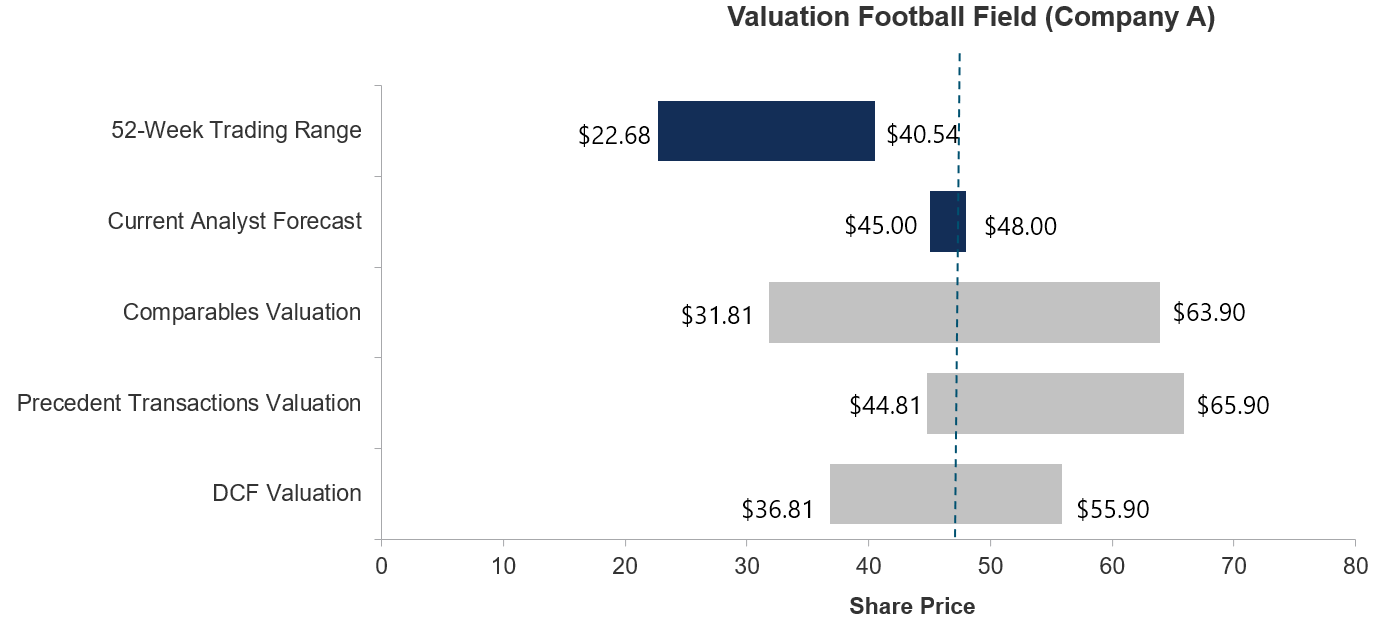 Valuation Football Field (Company A)
52-Week Trading Range
$22.68
$40.54
Current Analyst Forecast
$45.00
$48.00
Comparables Valuation
$31.81
$63.90
Precedent Transactions Valuation
$44.81
$65.90
DCF Valuation
$36.81
$55.90
0 10 20 30 40 50 60 70 80
Share Price